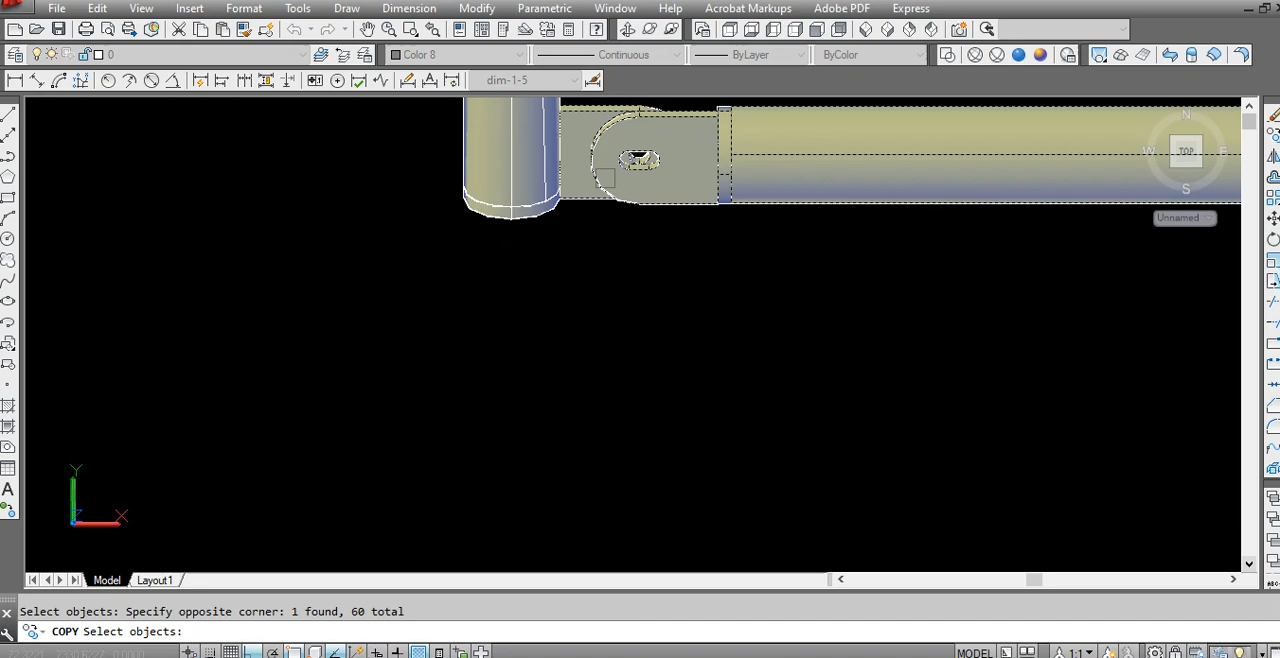 File Edit View Insert Format Tools Draw Dimension Modify Parametric Window Help Acrobat Markups Adobe PDF Express
0 Color 8 Continuous ByLayer ByColor
dim-1-5
N
W TOP E
S
Unnamed
Y
X
A
Model Layout1
Select objects: Specify opposite corner: 1 found, 60 total
COPY Select objects:
MODEL 1:1